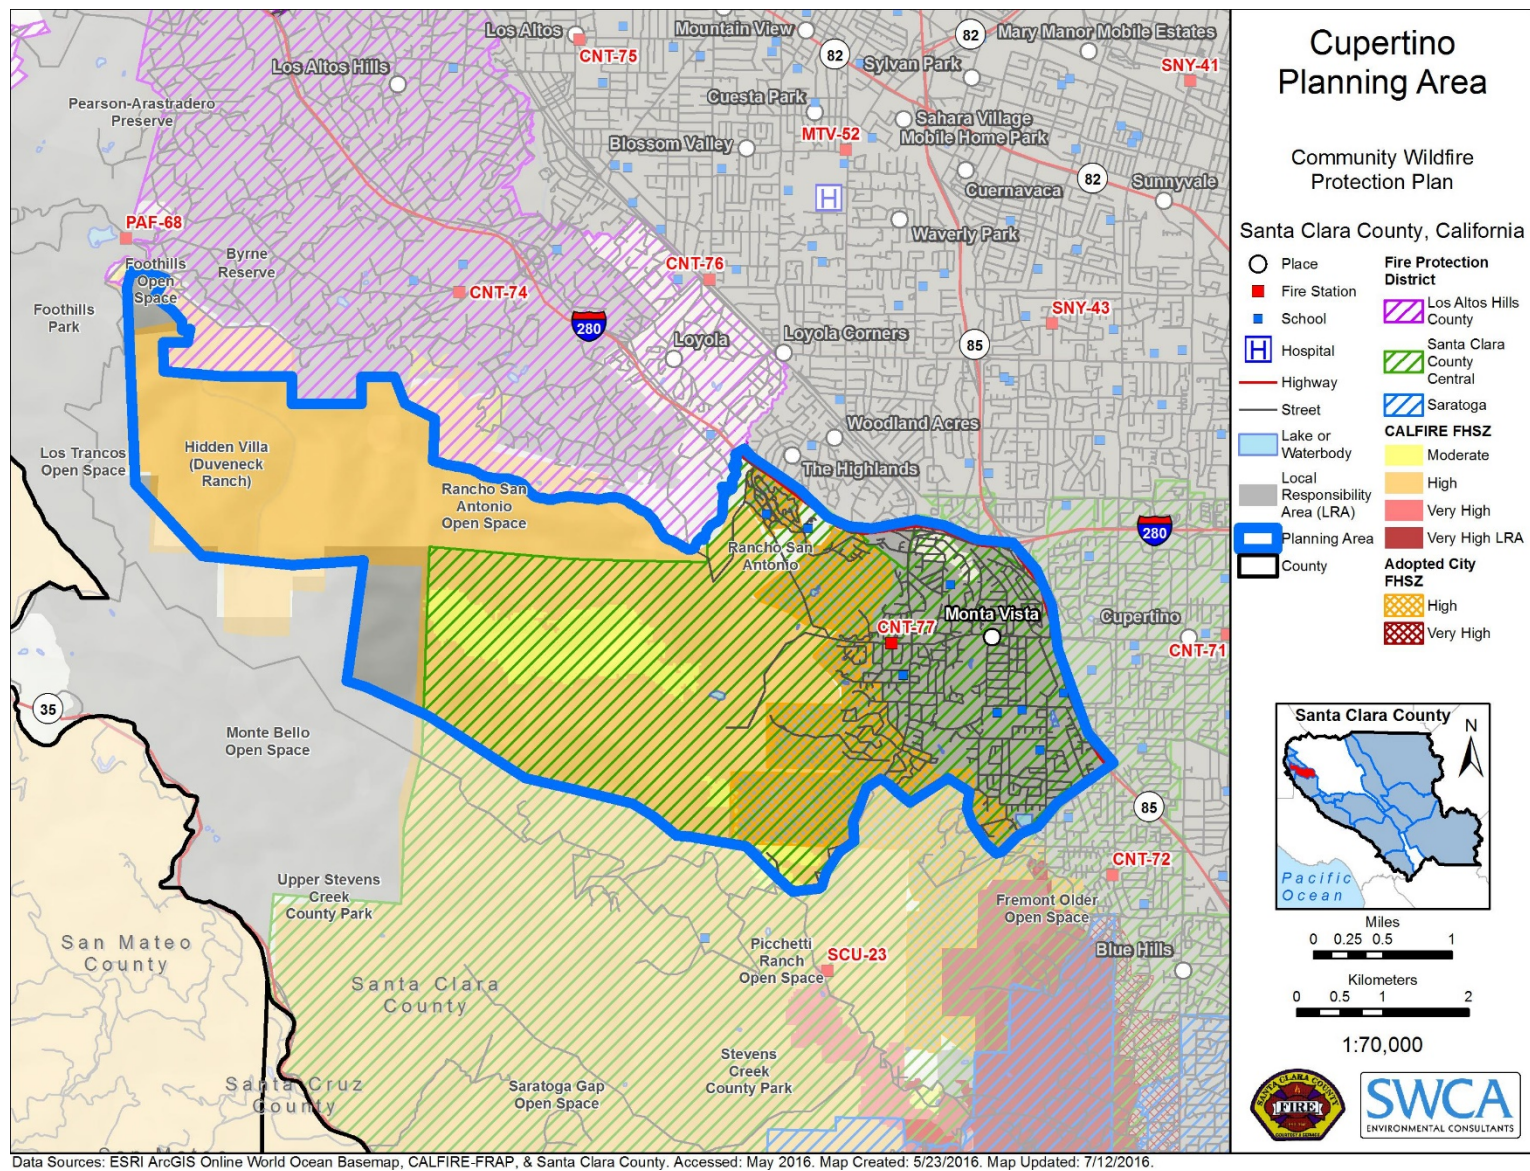 Cupertino
Planning Area
Community Wildfire
Protection Plan
Santa Clara County, California
Place
Fire Station
School
Hospital
Highway
Street
Lake or
Waterbody
Local
Responsibility
Area (LRA)
Planning Area
County
Fire Protection
District
Los Altos Hills
County
Santa Clara
County
Central
Saratoga
CALFIRE FHSZ
Moderate
High
Very High
Very High LRA
Adopted City
FHSZ
High
Very High
Santa Clara County
N
Pacific
Ocean
Miles
0 0.25 0.5 1
Kilometers
0 0.5 1 2
1:70,000
SANTA CLARA COUNTY
FIRE
COURTESY & SERVICE
SWCA
ENVIRONMENTAL CONSULTANTS
Los Altos
CNT-75
Mountain View
82
82
Mary Manor Mobile Estates
SNY-41
Los Altos Hills
Sylvan Park
Cuesta Park
Pearson-Arastradero
Preserve
Sahara Village
Mobile Home Park
MTV-52
Blossom Valley
82
Cuernavaca
Sunnyvale
H
Waverly Park
PAF-68
Byrne
Reserve
Foothills
Open
Space
CNT-76
CNT-74
Foothills
Park
280
SNY-43
Loyola
Loyola Corners
85
Woodland Acres
Hidden Villa
(Duveneck
Ranch)
Los Trancos
Open Space
The Highlands
Rancho San
Antonio
Open Space
280
Rancho San
Antonio
Monta Vista
Cupertino
CNT-77
CNT-71
35
Monte Bello
Open Space
85
CNT-72
Upper Stevens
Creek
County Park
Fremont Older
Open Space
San Mateo
County
Picchetti
Ranch
Open Space
SCU-23
Blue Hills
Santa Clara
County
Stevens
Creek
County Park
Santa Cruz
County
Saratoga Gap
Open Space
San Mateo
Data Sources: ESRI ArcGIS Online World Ocean Basemap, CALFIRE-FRAP, & Santa Clara County. Accessed: May 2016. Map Created: 5/23/2016. Map Updated: 7/12/2016.